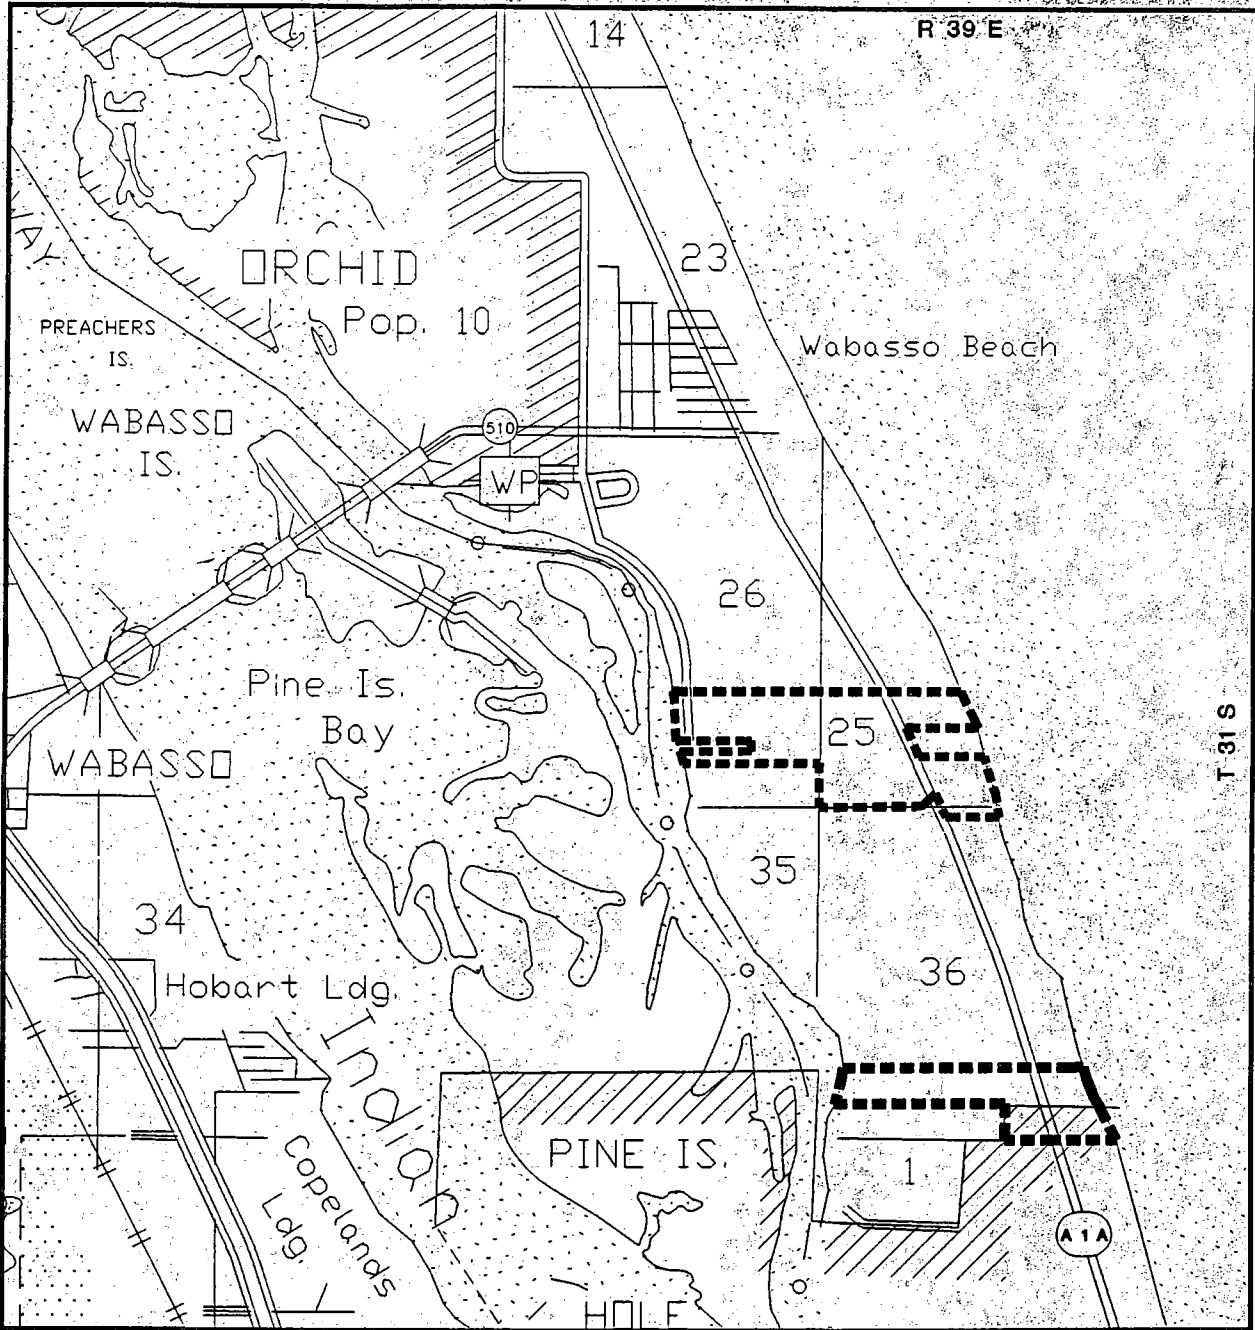 14
R 39 E
23
ORCHID
Pop. 10
PREACHERS
IS.
Wabasso Beach
WABASSO
IS.
510
WP
26
Pine Is.
Bay
25
T 31 S
WABASSO
35
34
36
Hobart Ldg.
Indian
PINE IS.
1
Copelands
Ldg.
A 1 A
HOLE